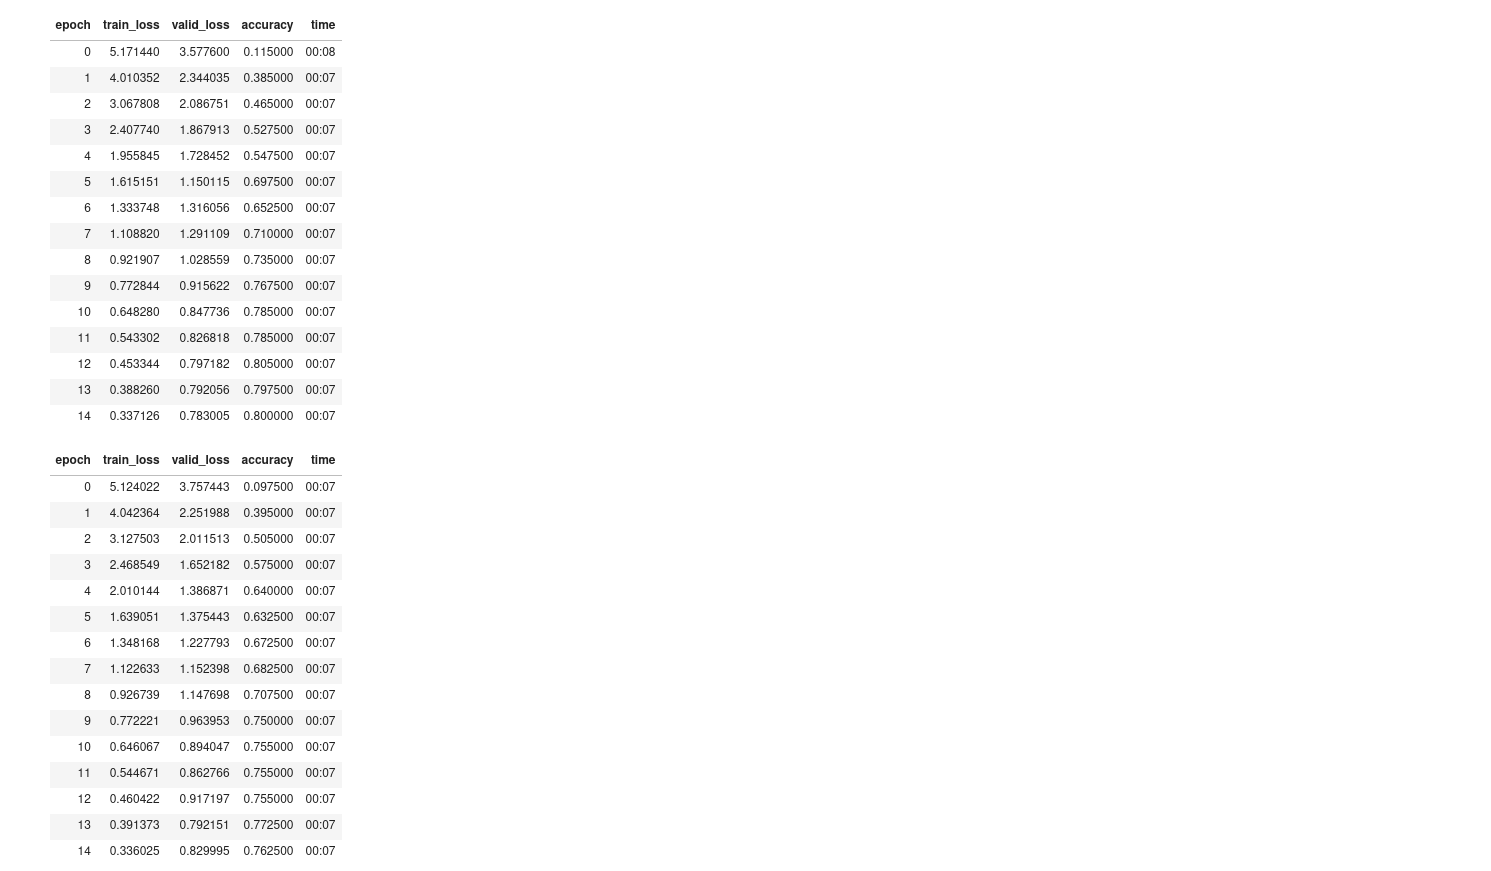 epoch train_loss valid_loss accuracy time
0 5.171440 3.577600 0.115000 00:08
1 4.010352 2.344035 0.385000 00:07
2 3.067808 2.086751 0.465000 00:07
3 2.407740 1.867913 0.527500 00:07
4 1.955845 1.728452 0.547500 00:07
5 1.615151 1.150115 0.697500 00:07
6 1.333748 1.316056 0.652500 00:07
7 1.108820 1.291109 0.710000 00:07
8 0.921907 1.028559 0.735000 00:07
9 0.772844 0.915622 0.767500 00:07
10 0.648280 0.847736 0.785000 00:07
11 0.543302 0.826818 0.785000 00:07
12 0.453344 0.797182 0.805000 00:07
13 0.388260 0.792056 0.797500 00:07
14 0.337126 0.783005 0.800000 00:07
epoch train_loss valid_loss accuracy time
0 5.124022 3.757443 0.097500 00:07
1 4.042364 2.251988 0.395000 00:07
2 3.127503 2.011513 0.505000 00:07
3 2.468549 1.652182 0.575000 00:07
4 2.010144 1.386871 0.640000 00:07
5 1.639051 1.375443 0.632500 00:07
6 1.348168 1.227793 0.672500 00:07
7 1.122633 1.152398 0.682500 00:07
8 0.926739 1.147698 0.707500 00:07
9 0.772221 0.963953 0.750000 00:07
10 0.646067 0.894047 0.755000 00:07
11 0.544671 0.862766 0.755000 00:07
12 0.460422 0.917197 0.755000 00:07
13 0.391373 0.792151 0.772500 00:07
14 0.336025 0.829995 0.762500 00:07